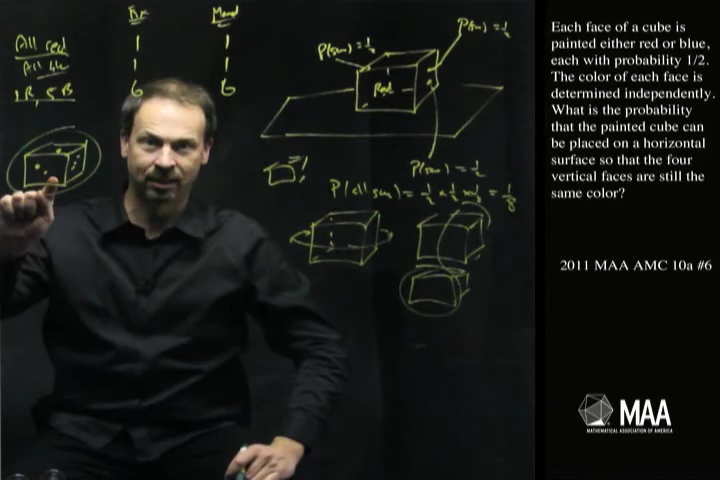 All red 1 1
All blue 1 1
1R, 5B 6 6
P(same)=½
P(same)=½
Red
P(same)=½
P(all same)=½×½×½=⅛
Each face of a cube is
painted either red or blue,
each with probability 1/2.
The color of each face is
determined independently.
What is the probability
that the painted cube can
be placed on a horizontal
surface so that the four
vertical faces are still the
same color?
2011 MAA AMC 10a #6
MAA
MATHEMATICAL ASSOCIATION OF AMERICA